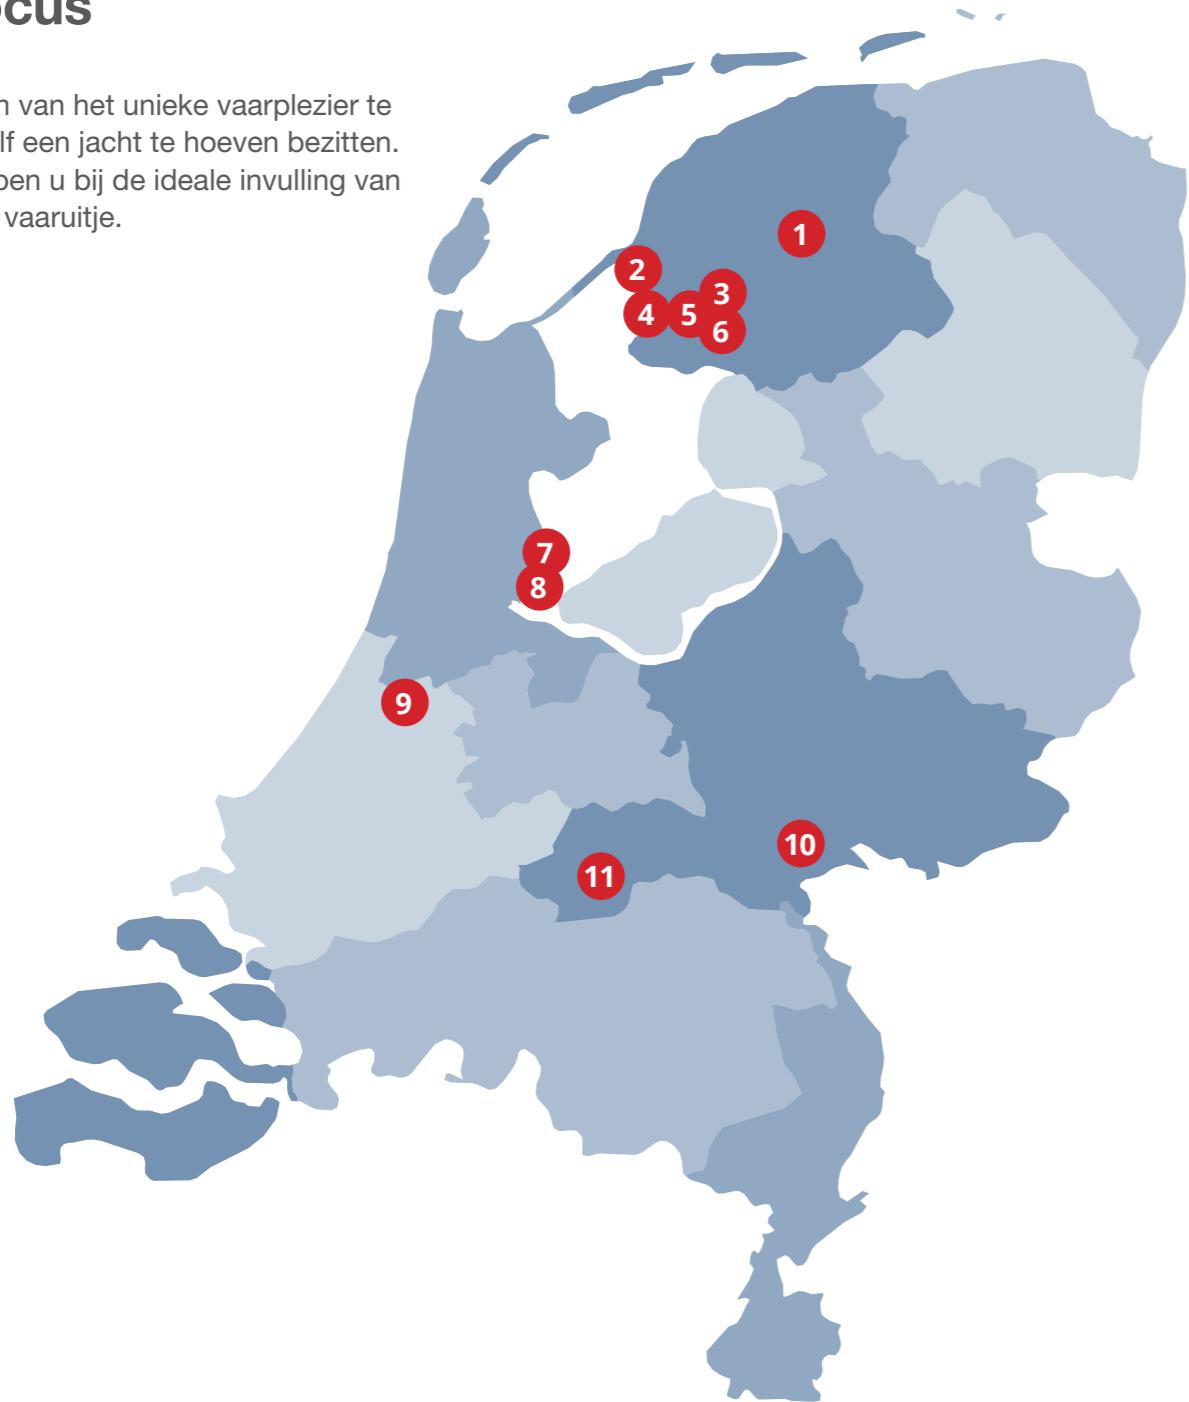 ocus
n van het unieke vaarplezier te
lf een jacht te hoeven bezitten.
pen u bij de ideale invulling van
vaaruitje.
1
2
3
4
5
6
7
8
9
10
11